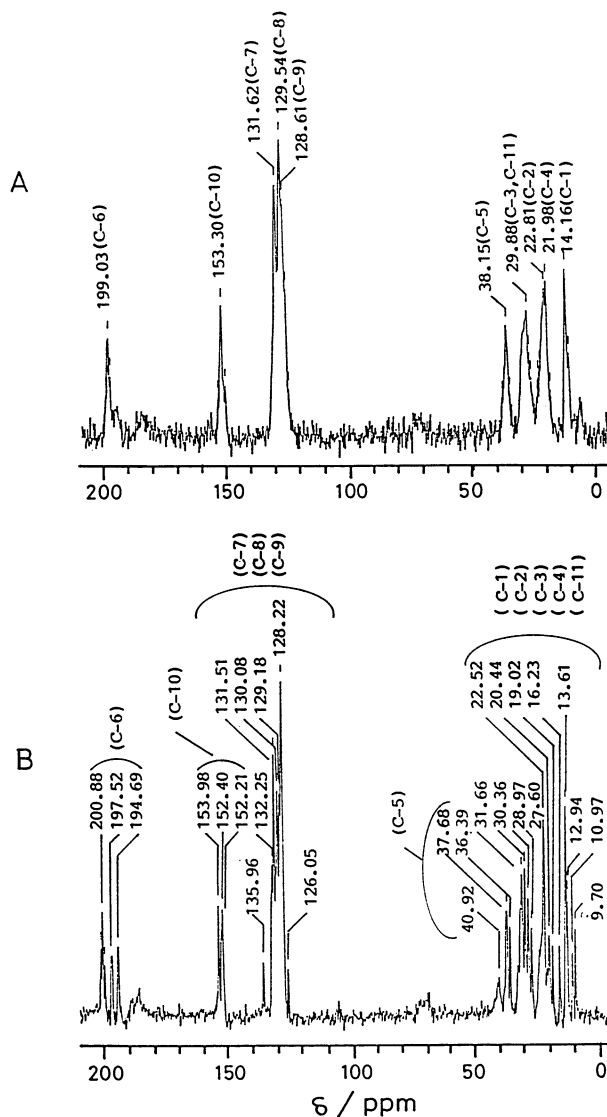 A
199.03(C-6)
153.30(C-10)
131.62(C-7)
129.54(C-8)
128.61(C-9)
38.15(C-5)
29.88(C-3,C-11)
22.81(C-2)
21.98(C-4)
14.16(C-1)
200
150
100
50
0
B
(C-6)
200.88
197.52
194.69
(C-10)
153.98
152.40
152.21
(C-7)
(C-8)
(C-9)
132.25
131.51
130.08
129.18
128.22
135.96
126.05
(C-5)
40.92
37.68
36.39
(C-1)
(C-2)
(C-3)
(C-4)
(C-11)
31.66
30.36
28.97
27.60
22.52
20.44
19.02
16.23
13.61
12.94
10.97
9.70
200
150
100
50
0
δ / ppm